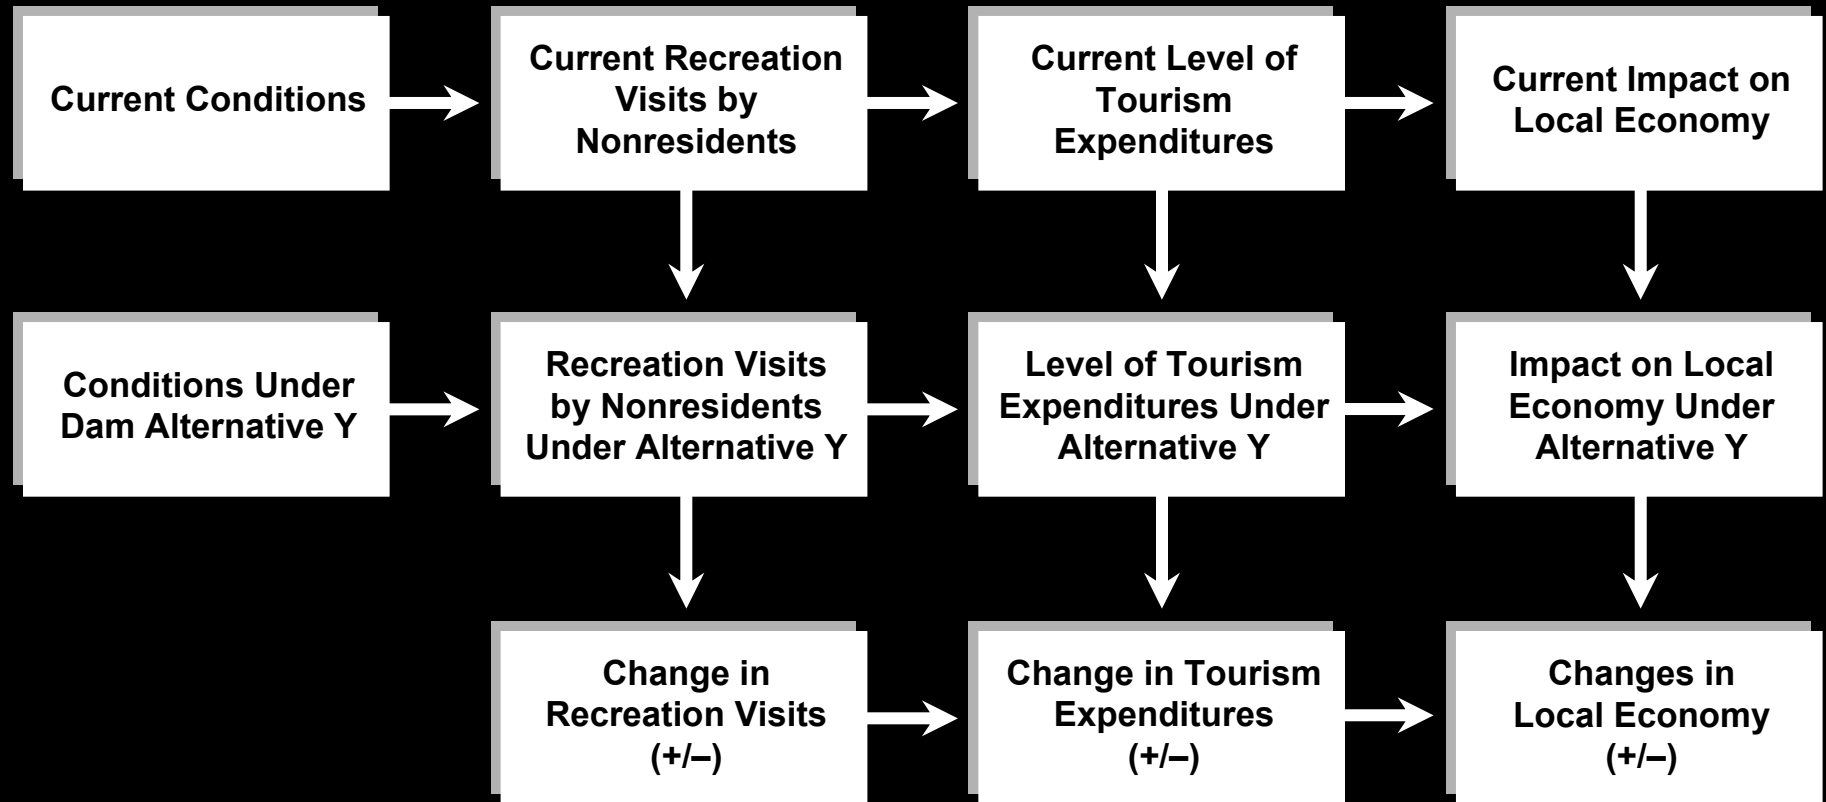 Current Conditions
Current Recreation
Visits by
Nonresidents
Current Level of
Tourism
Expenditures
Current Impact on
Local Economy
Conditions Under
Dam Alternative Y
Recreation Visits
by Nonresidents
Under Alternative Y
Level of Tourism
Expenditures Under
Alternative Y
Impact on Local
Economy Under
Alternative Y
Change in
Recreation Visits
(+/–)
Change in Tourism
Expenditures
(+/–)
Changes in
Local Economy
(+/–)